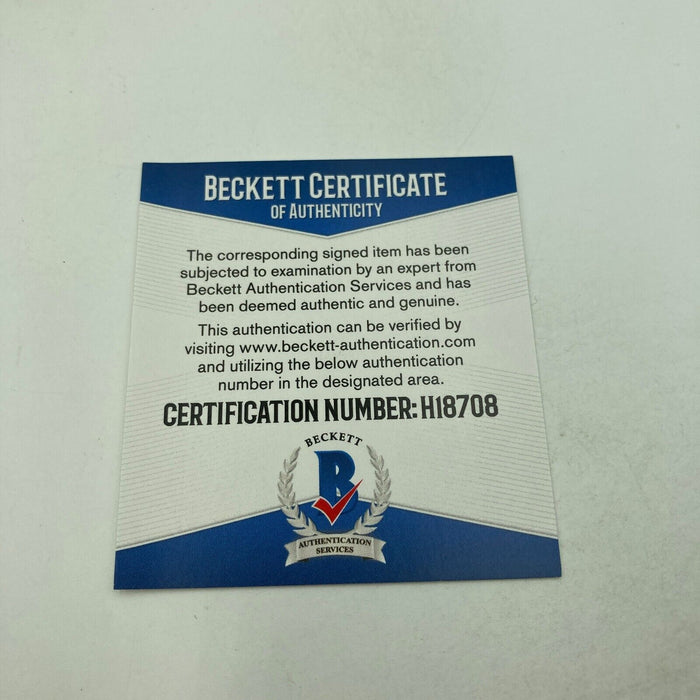 BECKETT CERTIFICATE
OF AUTHENTICITY
The corresponding signed item has been
subjected to examination by an expert from
Beckett Authentication Services and has
been deemed authentic and genuine.
This authentication can be verified by
visiting www.beckett-authentication.com
and utilizing the below authentication
number in the designated area.
CERTIFICATION NUMBER: H18708
BECKETT
B
AUTHENTICATION
SERVICES